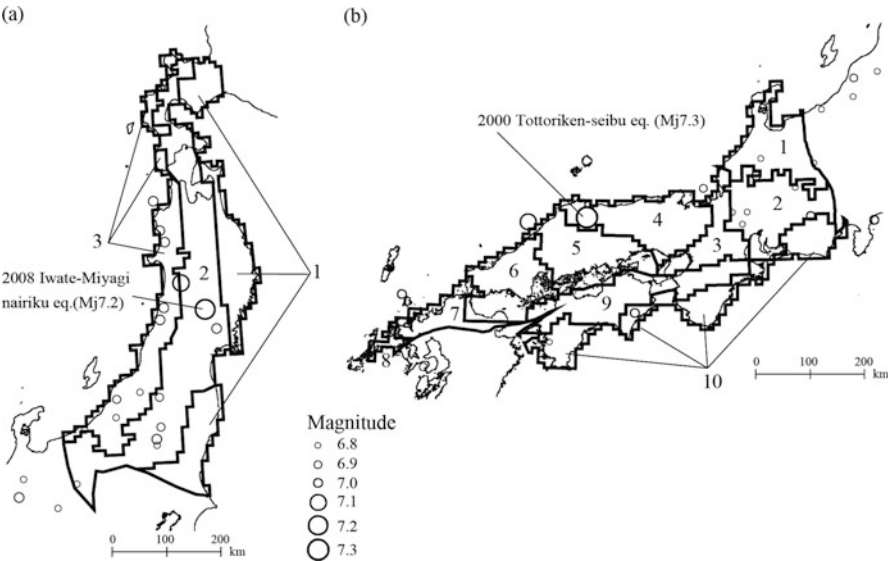 (a)
3
2
1
2008 Iwate-Miyagi
nairiku eq.(Mj7.2)
0 100 200
km
(b)
2000 Tottoriken-seibu eq. (Mj7.3)
1
2
3
4
5
6
7
8
9
10
0 100 200
km
Magnitude
6.8
6.9
7.0
7.1
7.2
7.3